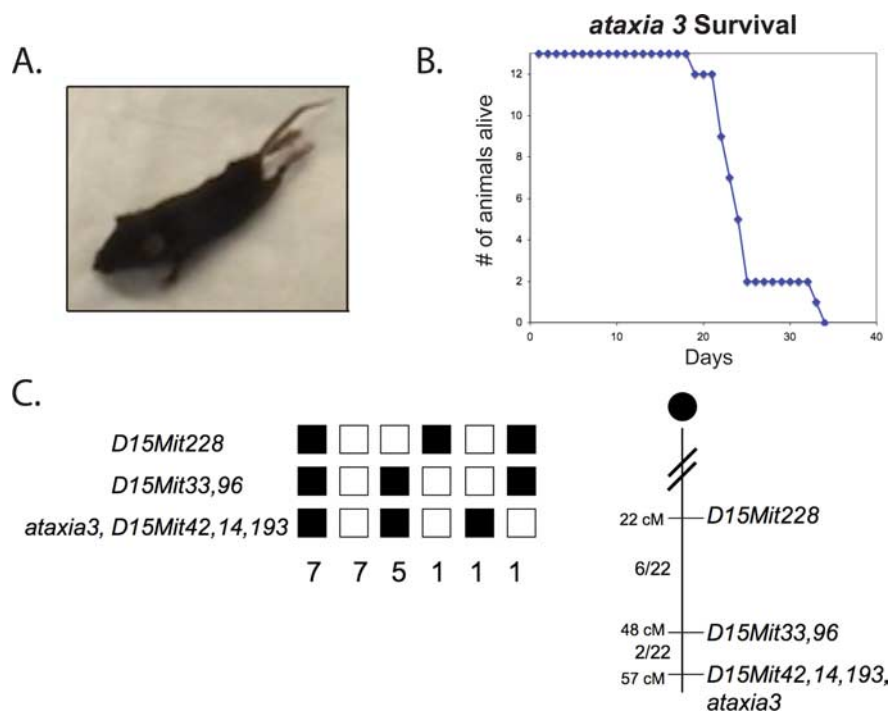 A.
B.
ataxia 3 Survival
# of animals alive
12
10
8
6
4
2
0
0 10 20 30 40
Days
C.
D15Mit228
D15Mit33,96
ataxia3, D15Mit42,14,193
7 7 5 1 1 1
22 cM D15Mit228
6/22
48 cM D15Mit33,96
2/22
57 cM D15Mit42,14,193,
ataxia3